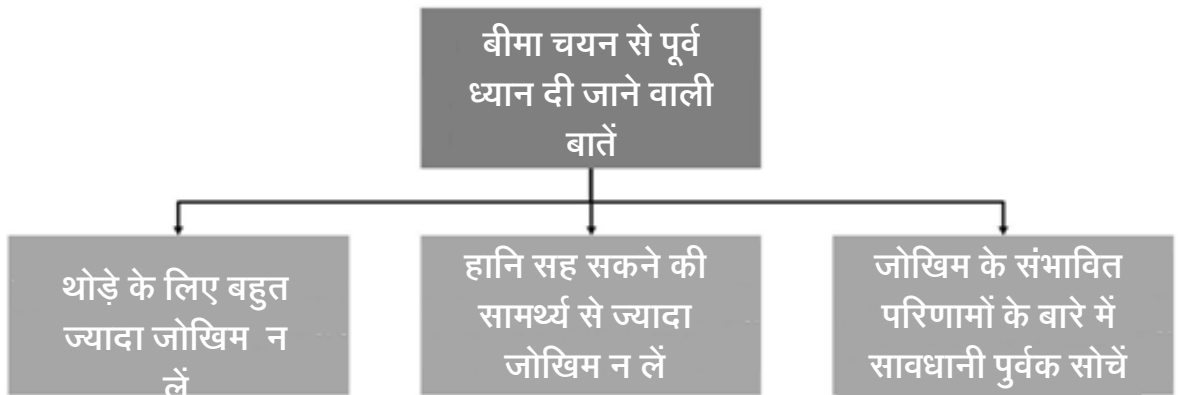 बीमा चयन से पूर्व
ध्यान दी जाने वाली
बातें
थोड़े के लिए बहुत
ज्यादा जोखिम न
लें
हानि सह सकने की
सामर्थ्य से ज्यादा
जोखिम न लें
जोखिम के संभावित
परिणामों के बारे में
सावधानी पुर्वक सोचें